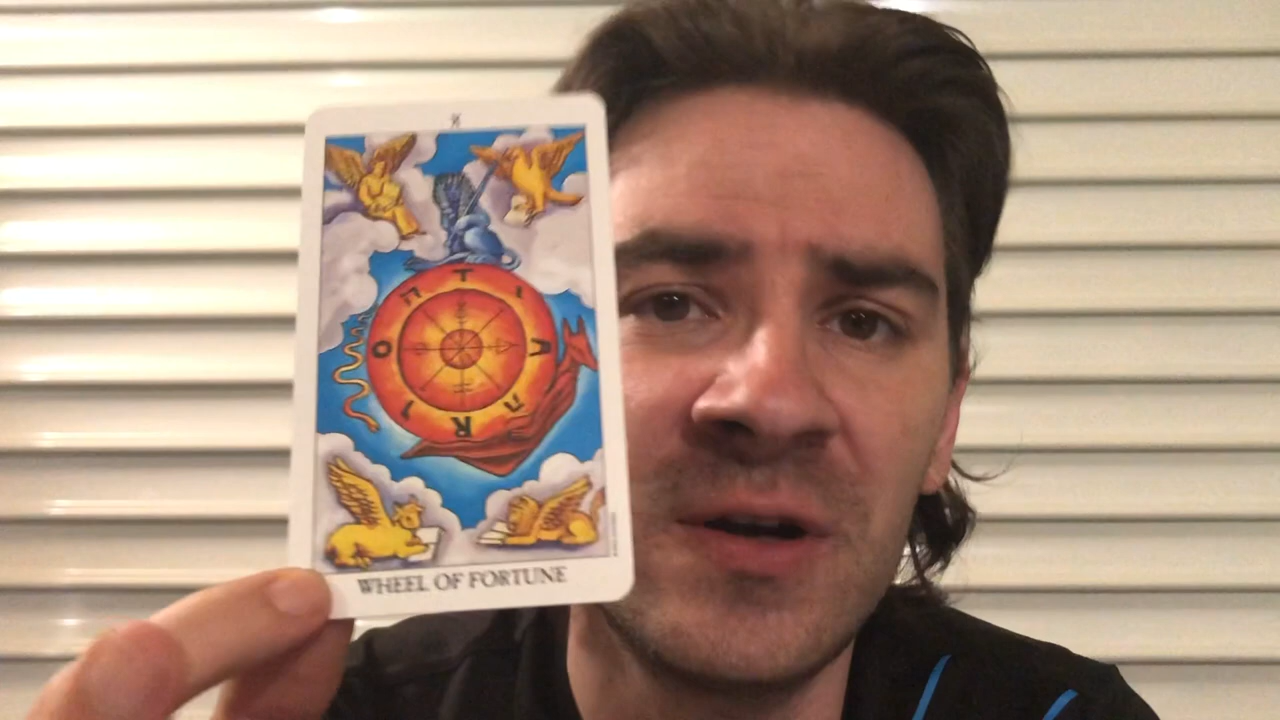 X
ה T ו
O A
ו R ה
WHEEL OF FORTUNE